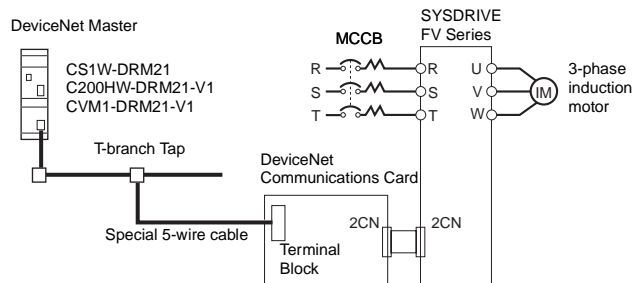 DeviceNet Master
CS1W-DRM21
C200HW-DRM21-V1
CVM1-DRM21-V1
T-branch Tap
Special 5-wire cable
DeviceNet
Communications Card
Terminal
Block
2CN
2CN
MCCB
SYSDRIVE
FV Series
R
S
T
R
S
T
U
V
W
IM
3-phase
induction
motor